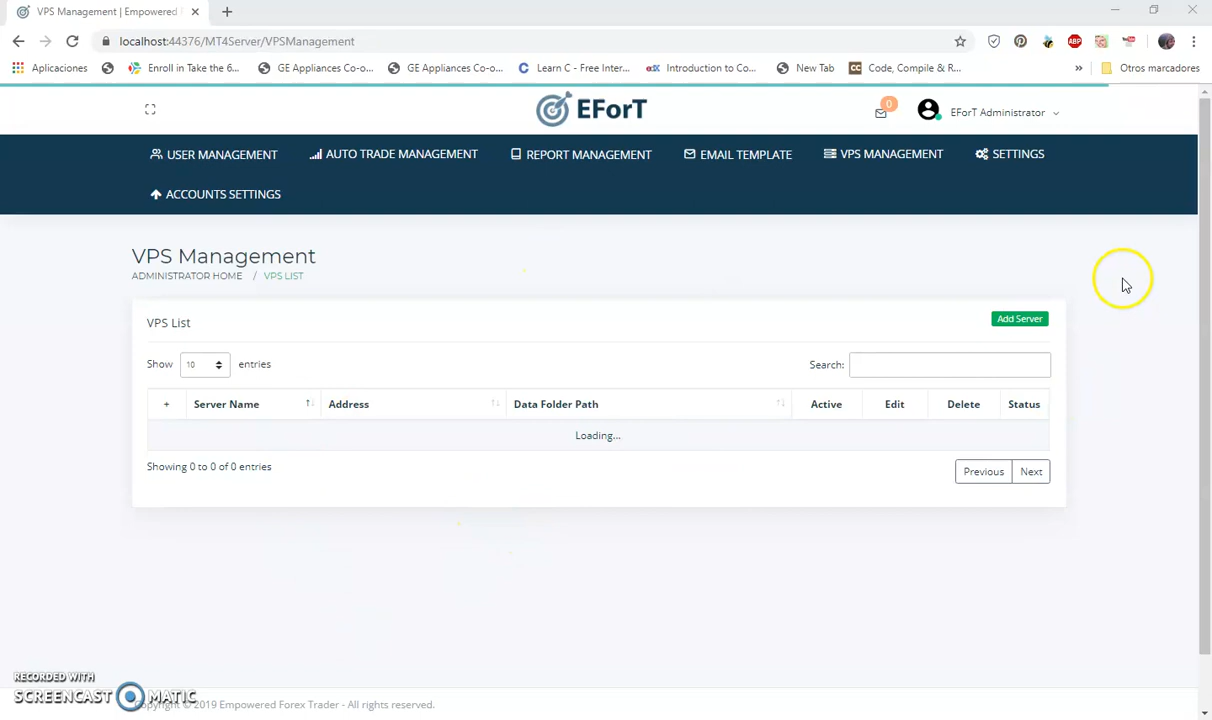 VPS Management | Empowered F
localhost:44376/MT4Server/VPSManagement
ABP
Aplicaciones Enroll in Take the 6... GE Appliances Co-o... GE Appliances Co-o... Learn C - Free Inter... Introduction to Co... New Tab CC Code, Compile & R... » Otros marcadores
EForT
0
EForT Administrator
USER MANAGEMENT AUTO TRADE MANAGEMENT REPORT MANAGEMENT EMAIL TEMPLATE VPS MANAGEMENT SETTINGS
ACCOUNTS SETTINGS
VPS Management
ADMINISTRATOR HOME / VPS LIST
VPS List Add Server
Show 10 entries Search:
+ Server Name Address Data Folder Path Active Edit Delete Status
Loading...
Showing 0 to 0 of 0 entries Previous Next
RECORDED WITH
SCREENCAST MATIC
Copyright © 2019 Empowered Forex Trader - All rights reserved.